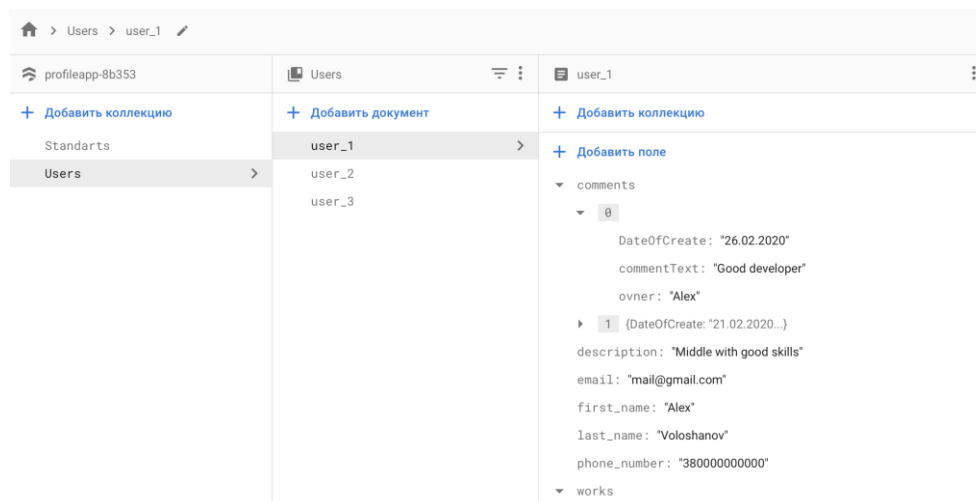 Users > user_1
profileapp-8b353
Users
user_1
+ Добавить коллекцию
Standarts
Users
+ Добавить документ
user_1
user_2
user_3
+ Добавить коллекцию
+ Добавить поле
comments
0
DateOfCreate: "26.02.2020"
commentText: "Good developer"
ovner: "Alex"
1 {DateOfCreate: "21.02.2020...}
description: "Middle with good skills"
email: "mail@gmail.com"
first_name: "Alex"
last_name: "Voloshanov"
phone_number: "380000000000"
works